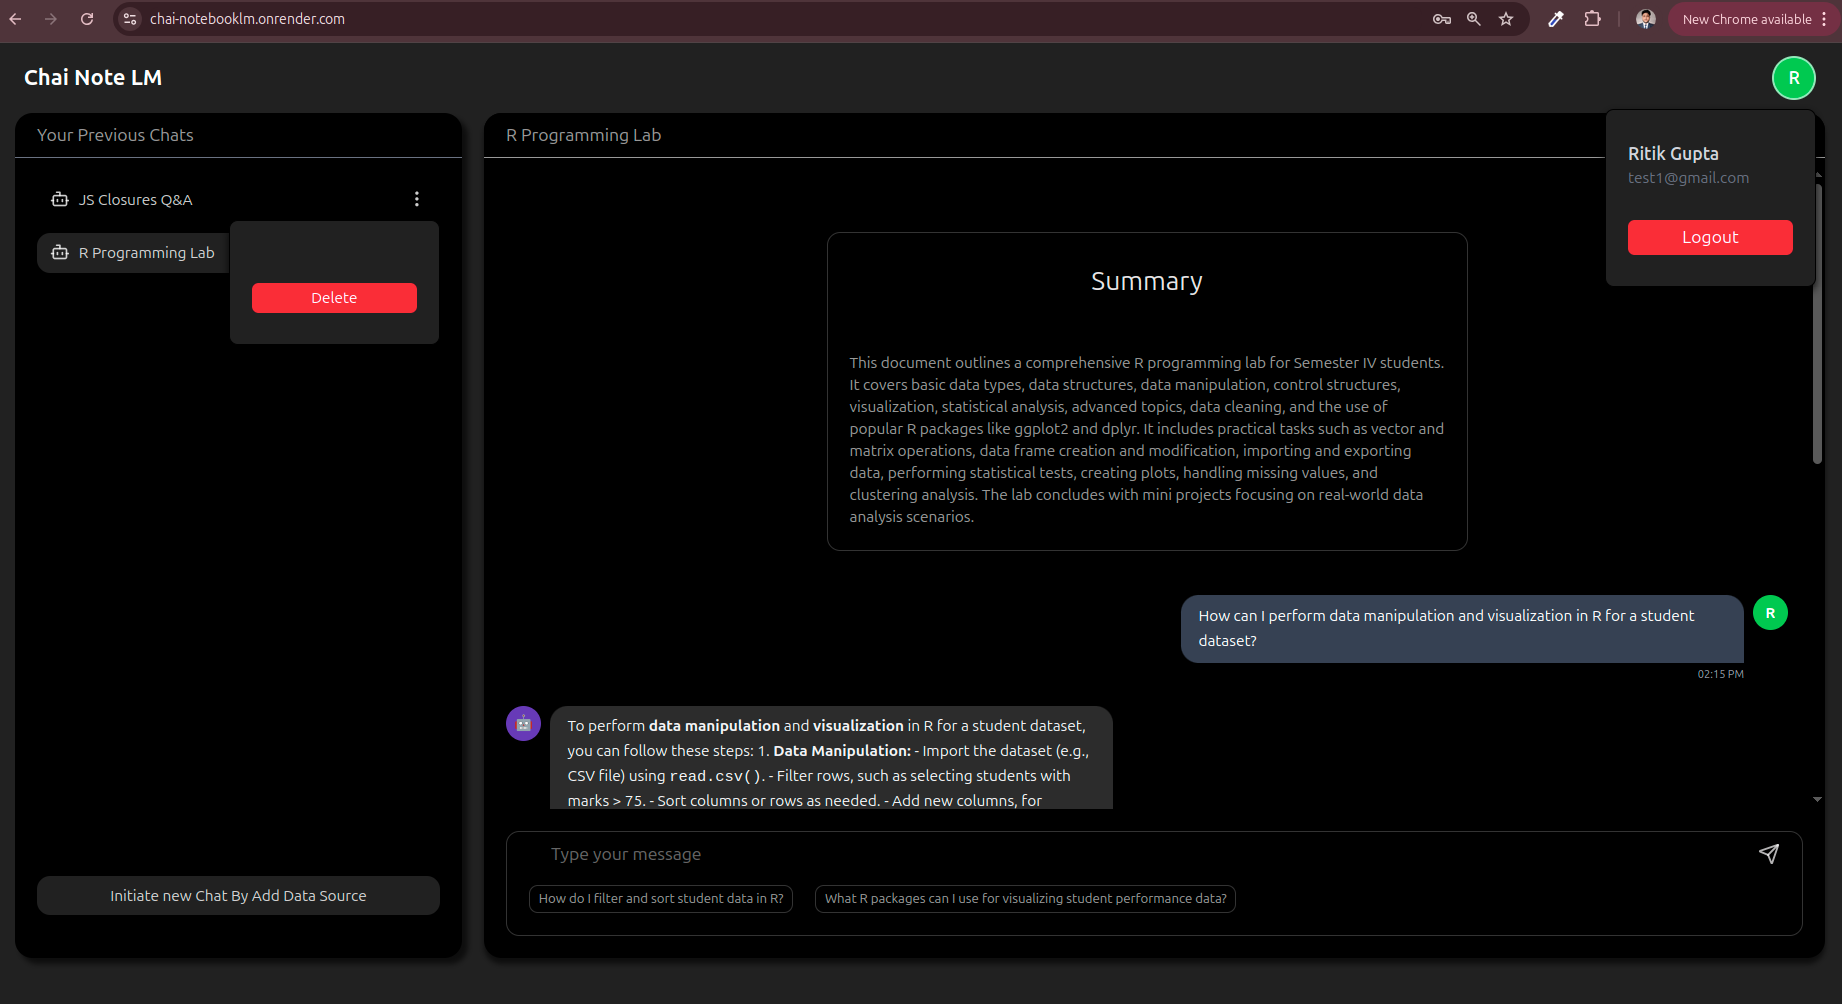 chai-notebooklm.onrender.com
New Chrome available
Chai Note LM
R
Your Previous Chats
JS Closures Q&A
R Programming Lab
Delete
Initiate new Chat By Add Data Source
R Programming Lab
Ritik Gupta
test1@gmail.com
Logout
Summary
This document outlines a comprehensive R programming lab for Semester IV students.
It covers basic data types, data structures, data manipulation, control structures,
visualization, statistical analysis, advanced topics, data cleaning, and the use of
popular R packages like ggplot2 and dplyr. It includes practical tasks such as vector and
matrix operations, data frame creation and modification, importing and exporting
data, performing statistical tests, creating plots, handling missing values, and
clustering analysis. The lab concludes with mini projects focusing on real-world data
analysis scenarios.
How can I perform data manipulation and visualization in R for a student
dataset?
R
02:15 PM
To perform data manipulation and visualization in R for a student dataset,
you can follow these steps: 1. Data Manipulation: - Import the dataset (e.g.,
CSV file) using read.csv(). - Filter rows, such as selecting students with
marks > 75. - Sort columns or rows as needed. - Add new columns, for
Type your message
How do I filter and sort student data in R?
What R packages can I use for visualizing student performance data?